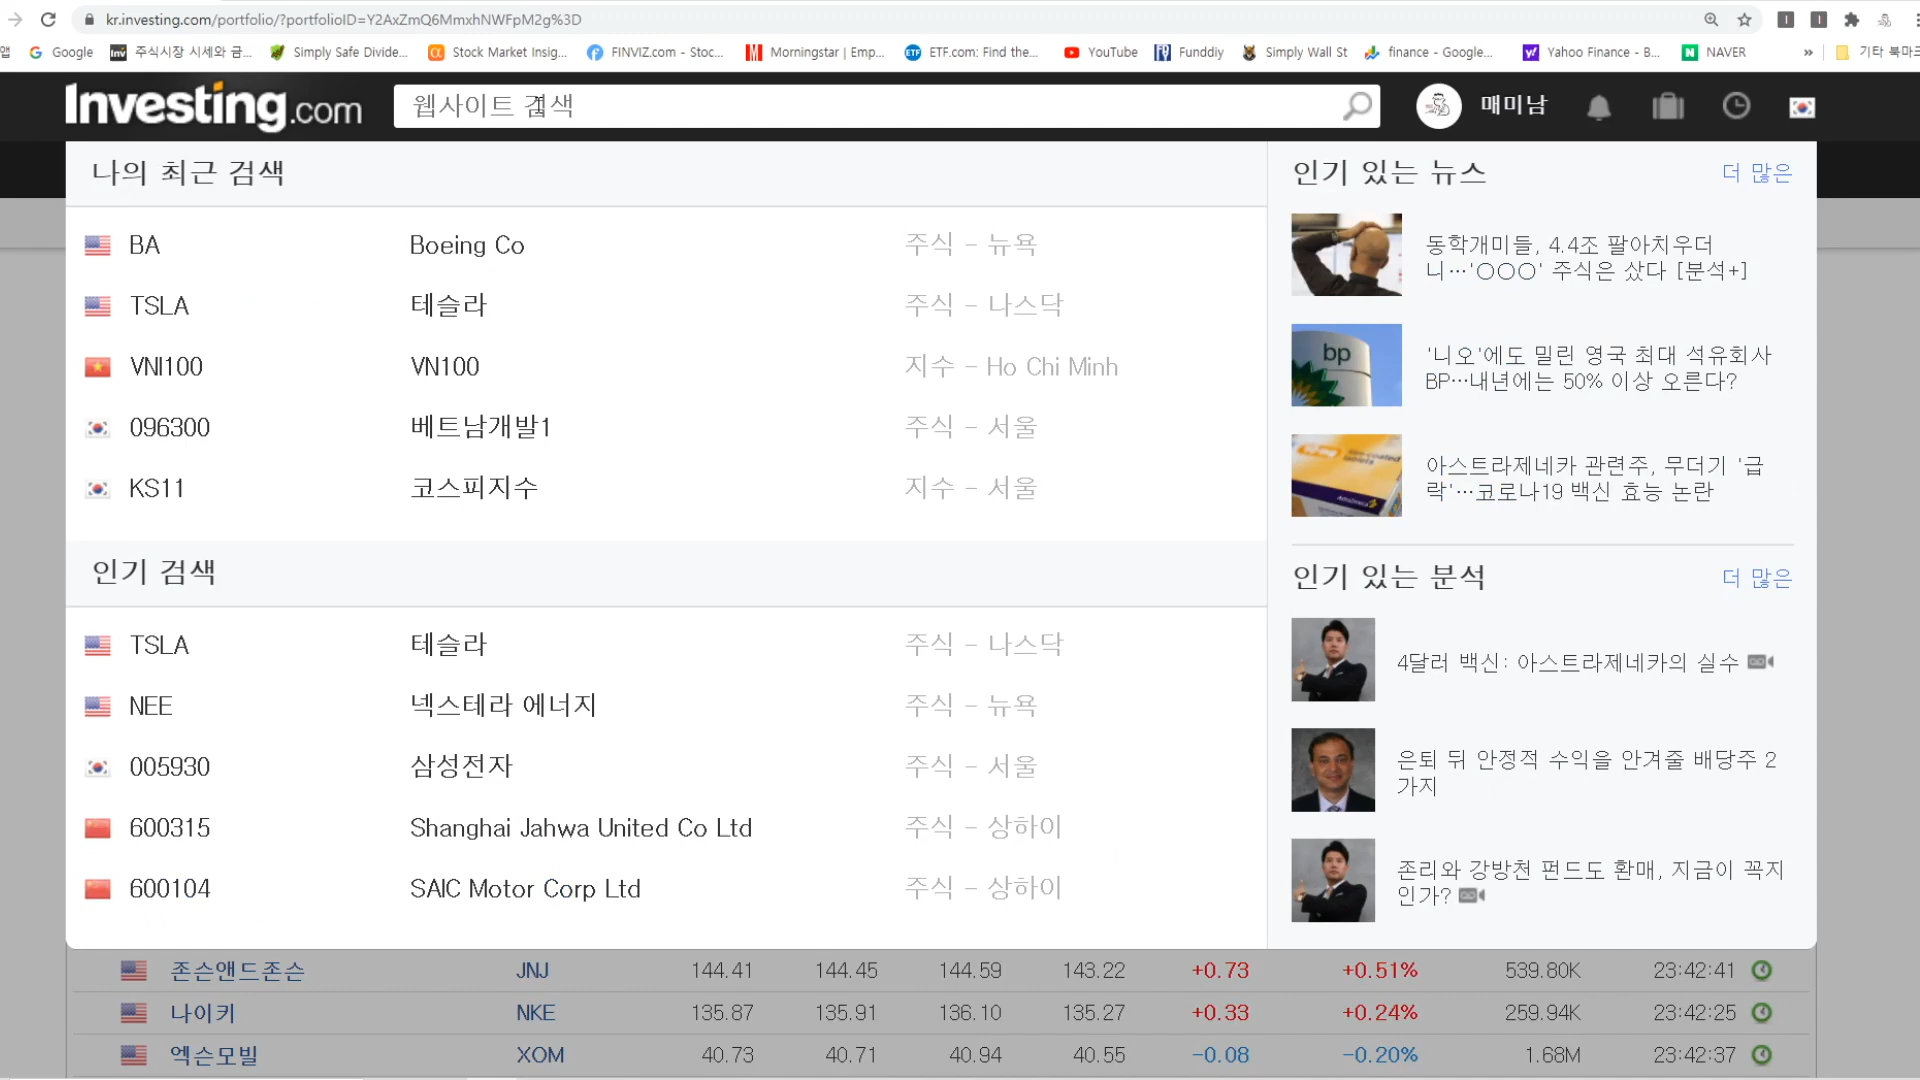 kr.investing.com/portfolio/?portfolioID=Y2AxZmQ6MmxhNWFpM2g%3D
앱 Google 주식시장 시세와 금... Simply Safe Divide... Stock Market Insig... FINVIZ.com - Stoc... Morningstar | Emp... ETF.com: Find the... YouTube Funddiy Simply Wall St finance - Google... Yahoo Finance - B... NAVER » 기타 북마크
Investing.com 웹사이트 검색 매미남
나의 최근 검색
BA Boeing Co 주식 - 뉴욕
TSLA 테슬라 주식 - 나스닥
VNI100 VN100 지수 - Ho Chi Minh
096300 베트남개발1 주식 - 서울
KS11 코스피지수 지수 - 서울
인기 검색
TSLA 테슬라 주식 - 나스닥
NEE 넥스테라 에너지 주식 - 뉴욕
005930 삼성전자 주식 - 서울
600315 Shanghai Jahwa United Co Ltd 주식 - 상하이
600104 SAIC Motor Corp Ltd 주식 - 상하이
인기 있는 뉴스 더 많은
동학개미들, 4.4조 팔아치우더
니…'○○○' 주식은 샀다 [분석+]
bp
'니오'에도 밀린 영국 최대 석유회사
BP…내년에는 50% 이상 오른다?
아스트라제네카 관련주, 무더기 '급
락'…코로나19 백신 효능 논란
인기 있는 분석 더 많은
4달러 백신: 아스트라제네카의 실수
은퇴 뒤 안정적 수익을 안겨줄 배당주 2
가지
존리와 강방천 펀드도 환매, 지금이 꼭지
인가?
존슨앤드존슨 JNJ 144.41 144.45 144.59 143.22 +0.73 +0.51% 539.80K 23:42:41
나이키 NKE 135.87 135.91 136.10 135.27 +0.33 +0.24% 259.94K 23:42:25
엑슨모빌 XOM 40.73 40.71 40.94 40.55 -0.08 -0.20% 1.68M 23:42:37